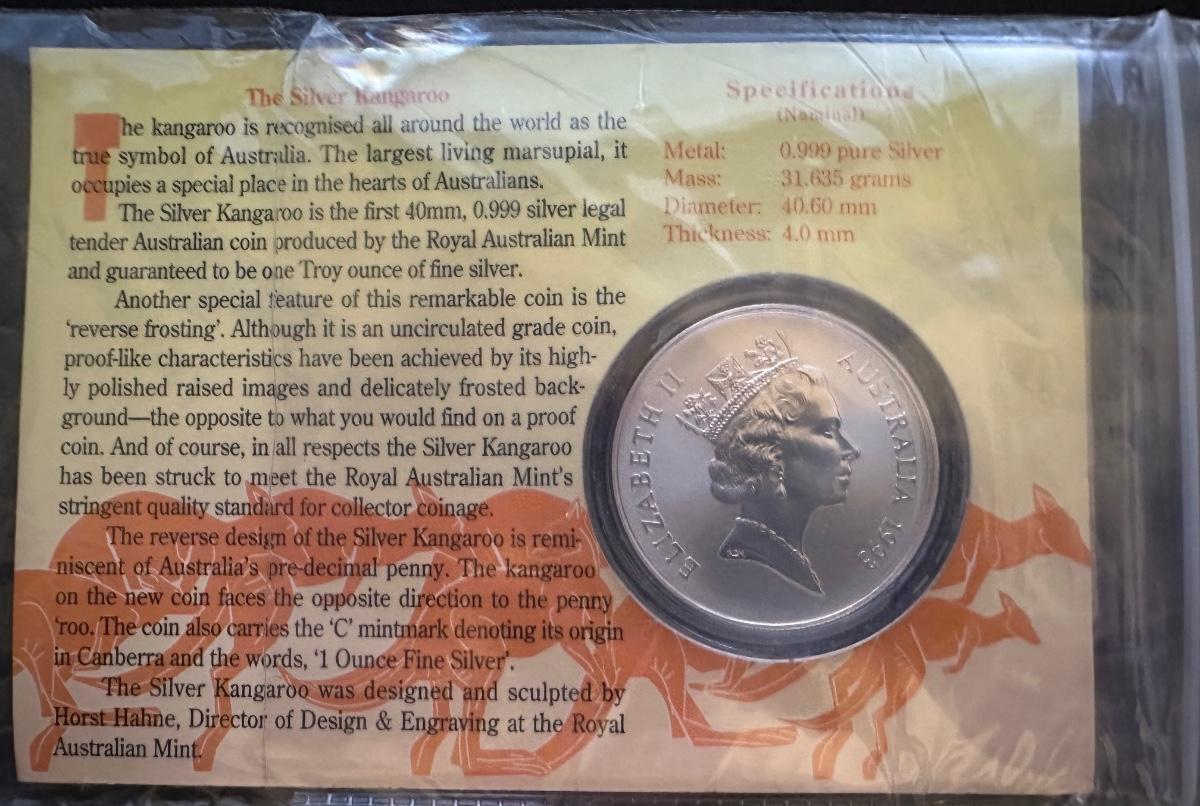 The Silver Kangaroo
The kangaroo is recognised all around the world as the
true symbol of Australia. The largest living marsupial, it
occupies a special place in the hearts of Australians.
The Silver Kangaroo is the first 40mm, 0.999 silver legal
tender Australian coin produced by the Royal Australian Mint
and guaranteed to be one Troy ounce of fine silver.
Another special feature of this remarkable coin is the
‘reverse frosting’. Although it is an uncirculated grade coin,
proof-like characteristics have been achieved by its high-
ly polished raised images and delicately frosted back-
ground—the opposite to what you would find on a proof
coin. And of course, in all respects the Silver Kangaroo
has been struck to meet the Royal Australian Mint's
stringent quality standard for collector coinage.
The reverse design of the Silver Kangaroo is remi-
niscent of Australia's pre-decimal penny. The kangaroo
on the new coin faces the opposite direction to the penny
‘roo. The coin also carries the ‘C’ mintmark denoting its origin
in Canberra and the words, ‘1 Ounce Fine Silver’.
The Silver Kangaroo was designed and sculpted by
Horst Hahne, Director of Design & Engraving at the Royal
Australian Mint.
Specifications
(Nominal)
Metal: 0.999 pure Silver
Mass: 31.635 grams
Diameter: 40.60 mm
Thickness: 4.0 mm
ELIZABETH II
AUSTRALIA 1993
RDM